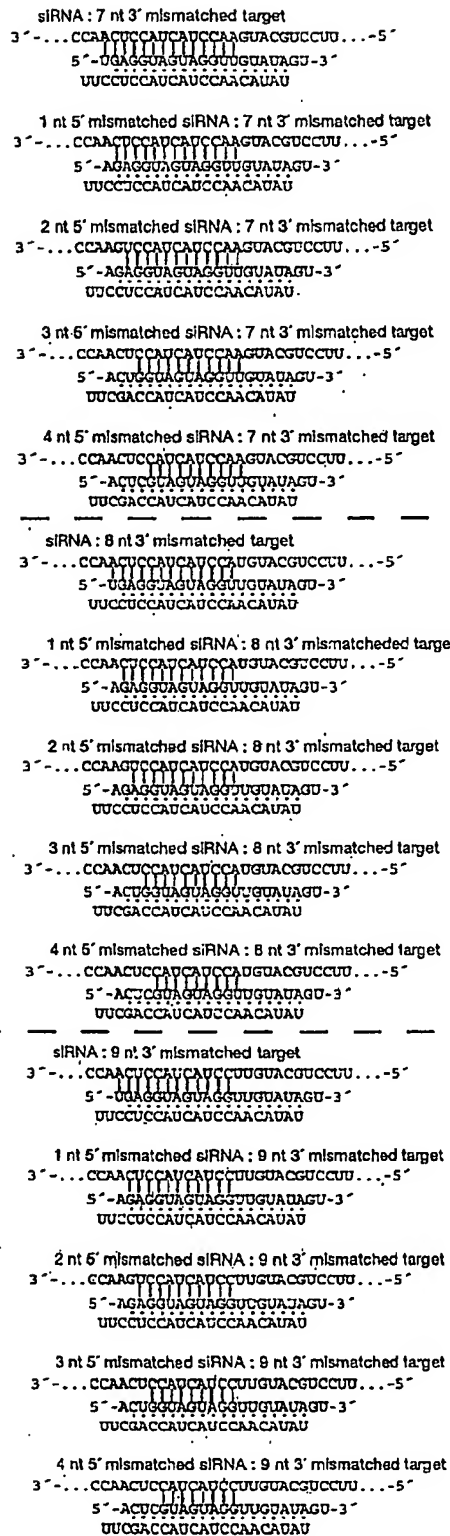 siRNA : 7 nt 3´ mismatched target
3´-...CCAACUCCAUCAUCCAAGUACGUCCUU...-5´
5´-UGAGGUAGUAGGUUGUAUAGU-3´
UUCCUCCAUCAUCCAACAUAU
1 nt 5´ mismatched siRNA : 7 nt 3´ mismatched target
3´-...CCAACUCCAUCAUCCAAGUACGUCCUU...-5´
5´-AGAGGUAGUAGGUUGUAUAGU-3´
UUCCUCCAUCAUCCAACAUAU
2 nt 5´ mismatched siRNA : 7 nt 3´ mismatched target
3´-...CCAAGUCCAUCAUCCAAGUACGUCCUU...-5´
5´-AGAGGUAGUAGGUUGUAUAGU-3´
UUCCUCCAUCAUCCAACAUAU
3 nt 5´ mismatched siRNA : 7 nt 3´ mismatched target
3´-...CCAACUCCAUCAUCCAAGUACGUCCUU...-5´
5´-ACUGGUAGUAGGUUGUAUAGU-3´
UUCGACCAUCAUCCAACAUAU
4 nt 5´ mismatched siRNA : 7 nt 3´ mismatched target
3´-...CCAACUCCAUCAUCCAAGUACGUCCUU...-5´
5´-ACUCGUAGUAGGUUGUAUAGU-3´
UUCGACCAUCAUCCAACAUAU
siRNA : 8 nt 3´ mismatched target
3´-...CCAACUCCAUCAUCCAUGUACGUCCUU...-5´
5´-UGAGGUAGUAGGUUGUAUAGU-3´
UUCCUCCAUCAUCCAACAUAU
1 nt 5´ mismatched siRNA : 8 nt 3´ mismatcheded targe
3´-...CCAACUCCAUCAUCCAUGUACGUCCUU...-5´
5´-AGAGGUAGUAGGUUGUAUAGU-3´
UUCCUCCAUCAUCCAACAUAU
2 nt 5´ mismatched siRNA : 8 nt 3´ mismatched target
3´-...CCAAGUCCAUCAUCCAUGUACGUCCUU...-5´
5´-AGAGGUAGUAGGUUGUAUAGU-3´
UUCCUCCAUCAUCCAACAUAU
3 nt 5´ mismatched siRNA : 8 nt 3´ mismatched target
3´-...CCAACUCCAUCAUCCAUGUACGUCCUU...-5´
5´-ACUGGUAGUAGGUUGUAUAGU-3´
UUCGACCAUCAUCCAACAUAU
4 nt 5´ mismatched siRNA : 8 nt 3´ mismatched target
3´-...CCAACUCCAUCAUCCAUGUACGUCCUU...-5´
5´-ACUCGUAGUAGGUUGUAUAGU-3´
UUCGACCAUCAUCCAACAUAU
siRNA : 9 nt 3´ mismatched target
3´-...CCAACUCCAUCAUCCUUGUACGUCCUU...-5´
5´-UGAGGUAGUAGGUUGUAUAGU-3´
UUCCUCCAUCAUCCAACAUAU
1 nt 5´ mismatched siRNA : 9 nt 3´ mismatched target
3´-...CCAACUCCAUCAUCCUUGUACGUCCUU...-5´
5´-AGAGGUAGUAGGUUGUAUAGU-3´
UUCCUCCAUCAUCCAACAUAU
2 nt 5´ mismatched siRNA : 9 nt 3´ mismatched target
3´-...CCAAGUCCAUCAUCCUUGUACGUCCUU...-5´
5´-AGAGGUAGUAGGUCGUAUAGU-3´
UUCCUCCAUCAUCCAACAUAU
3 nt 5´ mismatched siRNA : 9 nt 3´ mismatched target
3´-...CCAACUCCAUCAUCCUUGUACGUCCUU...-5´
5´-ACUGGUAGUAGGUUGUAUAGU-3´
UUCGACCAUCAUCCAACAUAU
4 nt 5´ mismatched siRNA : 9 nt 3´ mismatched target
3´-...CCAACUCCAUCAUCCUUGUACGUCCUU...-5´
5´-ACUCGUAGUAGGUUGUAUAGU-3´
UUCGACCAUCAUCCAACAUAU